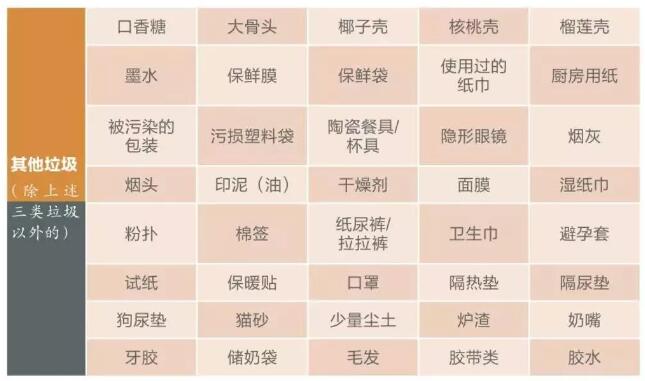 其他垃圾
(除上述
三类垃圾
以外的)
口香糖 大骨头 椰子壳 核桃壳 榴莲壳
墨水 保鲜膜 保鲜袋 使用过的
纸巾 厨房用纸
被污染的
包装 污损塑料袋 陶瓷餐具/
杯具 隐形眼镜 烟灰
烟头 印泥（油） 干燥剂 面膜 湿纸巾
粉扑 棉签 纸尿裤/
拉拉裤 卫生巾 避孕套
试纸 保暖贴 口罩 隔热垫 隔尿垫
狗尿垫 猫砂 少量尘土 炉渣 奶嘴
牙胶 储奶袋 毛发 胶带类 胶水